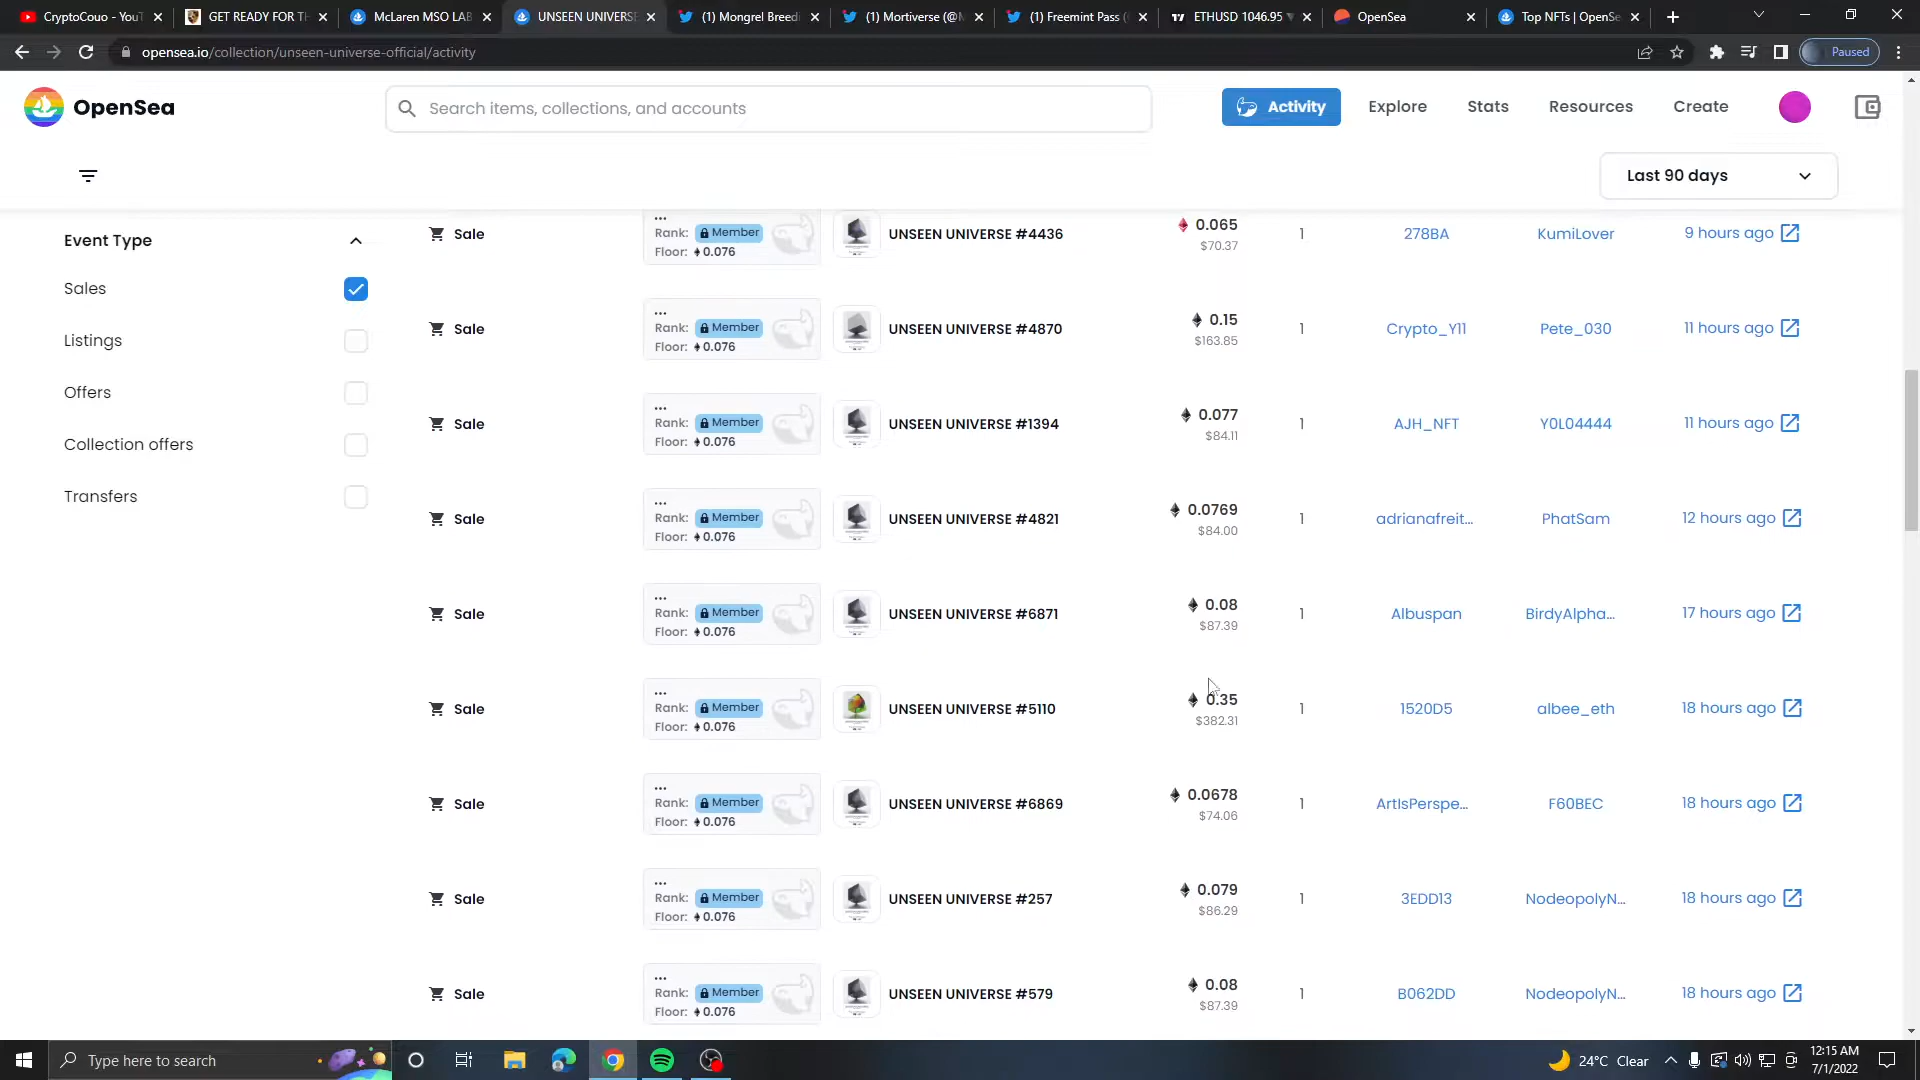 CryptoCouo - YouT
GET READY FOR TH
McLaren MSO LAB
UNSEEN UNIVERSE
(1) Mongrel Breedi
(1) Mortiverse (@M
(1) Freemint Pass (
ETHUSD 1046.95
OpenSea
Top NFTs | OpenSe
opensea.io/collection/unseen-universe-official/activity
Paused
OpenSea
Search items, collections, and accounts
Activity
Explore
Stats
Resources
Create
Last 90 days
Event Type
Sales
Listings
Offers
Collection offers
Transfers
Sale
...
Rank: Member
Floor: 0.076
UNSEEN UNIVERSE #4436
0.065
$70.37
1
278BA
KumiLover
9 hours ago
Sale
...
Rank: Member
Floor: 0.076
UNSEEN UNIVERSE #4870
0.15
$163.85
1
Crypto_Y11
Pete_030
11 hours ago
Sale
...
Rank: Member
Floor: 0.076
UNSEEN UNIVERSE #1394
0.077
$84.11
1
AJH_NFT
Y0L04444
11 hours ago
Sale
...
Rank: Member
Floor: 0.076
UNSEEN UNIVERSE #4821
0.0769
$84.00
1
adrianafreit...
PhatSam
12 hours ago
Sale
...
Rank: Member
Floor: 0.076
UNSEEN UNIVERSE #6871
0.08
$87.39
1
Albuspan
BirdyAlpha...
17 hours ago
Sale
...
Rank: Member
Floor: 0.076
UNSEEN UNIVERSE #5110
0.35
$382.31
1
1520D5
albee_eth
18 hours ago
Sale
...
Rank: Member
Floor: 0.076
UNSEEN UNIVERSE #6869
0.0678
$74.06
1
ArtIsPerspe...
F60BEC
18 hours ago
Sale
...
Rank: Member
Floor: 0.076
UNSEEN UNIVERSE #257
0.079
$86.29
1
3EDD13
NodeopolyN...
18 hours ago
Sale
...
Rank: Member
Floor: 0.076
UNSEEN UNIVERSE #579
0.08
$87.39
1
B062DD
NodeopolyN...
18 hours ago
Type here to search
24°C Clear
12:15 AM
7/1/2022